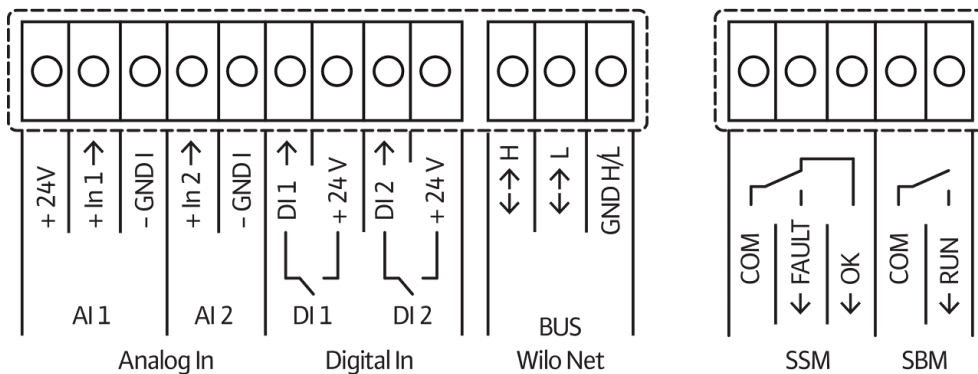 + 24V
+ In 1 →
– GND I
+ In 2 →
– GND I
DI 1 →
+ 24 V
DI 2 →
+ 24 V
↔ H
↔ L
GND H/L
COM
← FAULT
← OK
COM
← RUN
AI 1
AI 2
DI 1
DI 2
BUS
Analog In
Digital In
Wilo Net
SSM
SBM